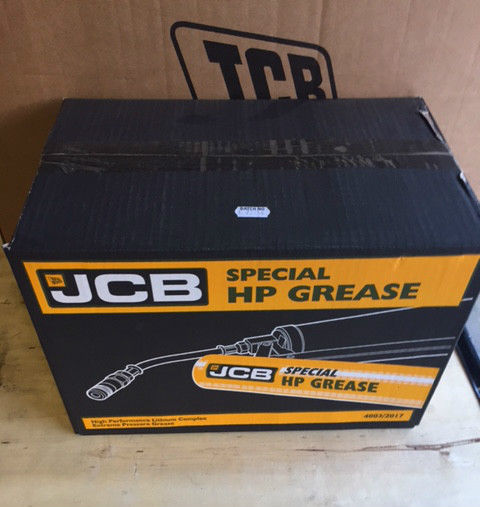 JCB
BATCH NO
JCB
SPECIAL
HP GREASE
JCB
SPECIAL
HP GREASE
High Performance Lithium Complex
Extreme Pressure Grease
4003/2017